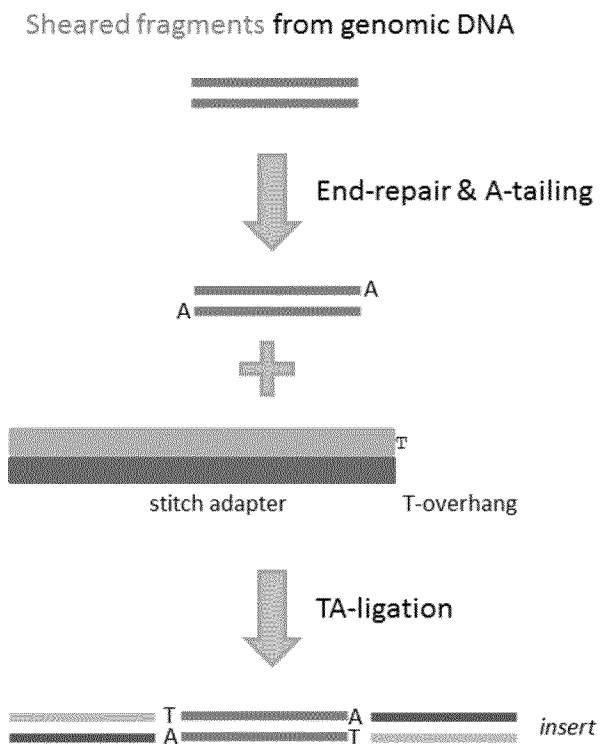 Sheared fragments from genomic DNA
End-repair & A-tailing
A
A
T
stitch adapter T-overhang
TA-ligation
T A
A T
insert